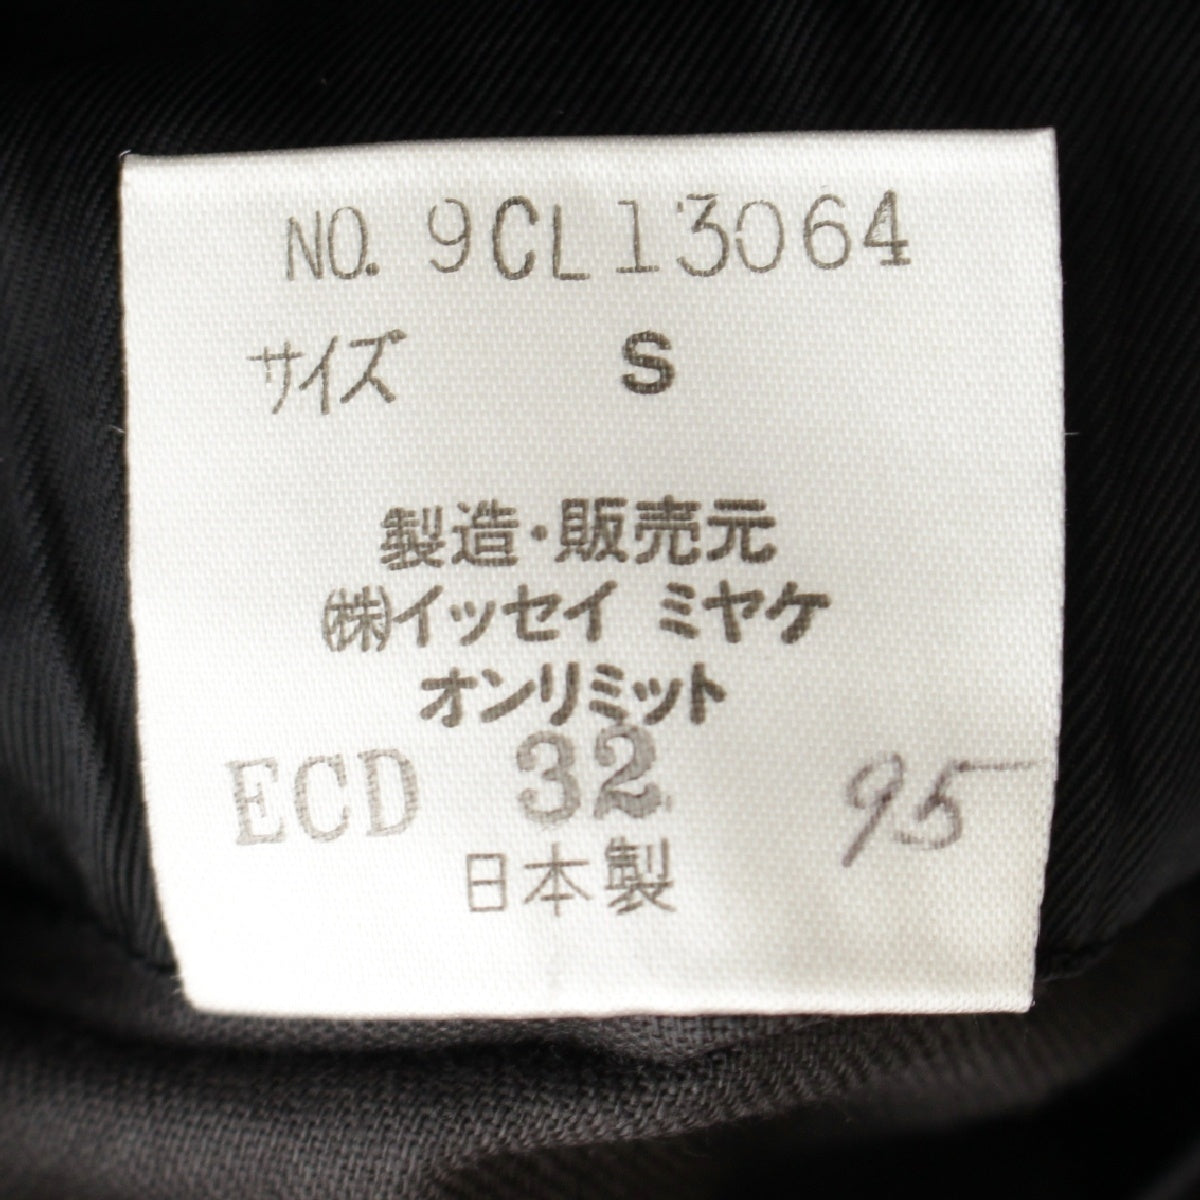 NO. 9CL13064
サイズ S
製造・販売元
㈱イッセイ ミヤケ
オンリミット
ECD 32 95
日本製